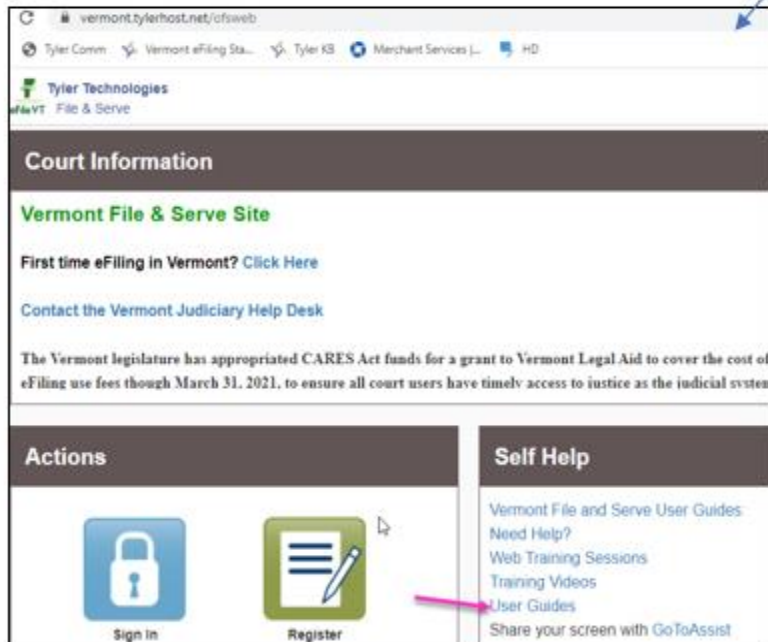 vermont.tylerhost.net/ofsweb
Tyler Comm Vermont eFiling Sta... Tyler KB Merchant Services |... HD
Tyler Technologies
eFileVT File & Serve
Court Information
Vermont File & Serve Site
First time eFiling in Vermont? Click Here
Contact the Vermont Judiciary Help Desk
The Vermont legislature has appropriated CARES Act funds for a grant to Vermont Legal Aid to cover the cost of
eFiling use fees though March 31, 2021, to ensure all court users have timely access to justice as the judicial system
Actions
Sign In
Register
Self Help
Vermont File and Serve User Guides
Need Help?
Web Training Sessions
Training Videos
User Guides
Share your screen with GoToAssist